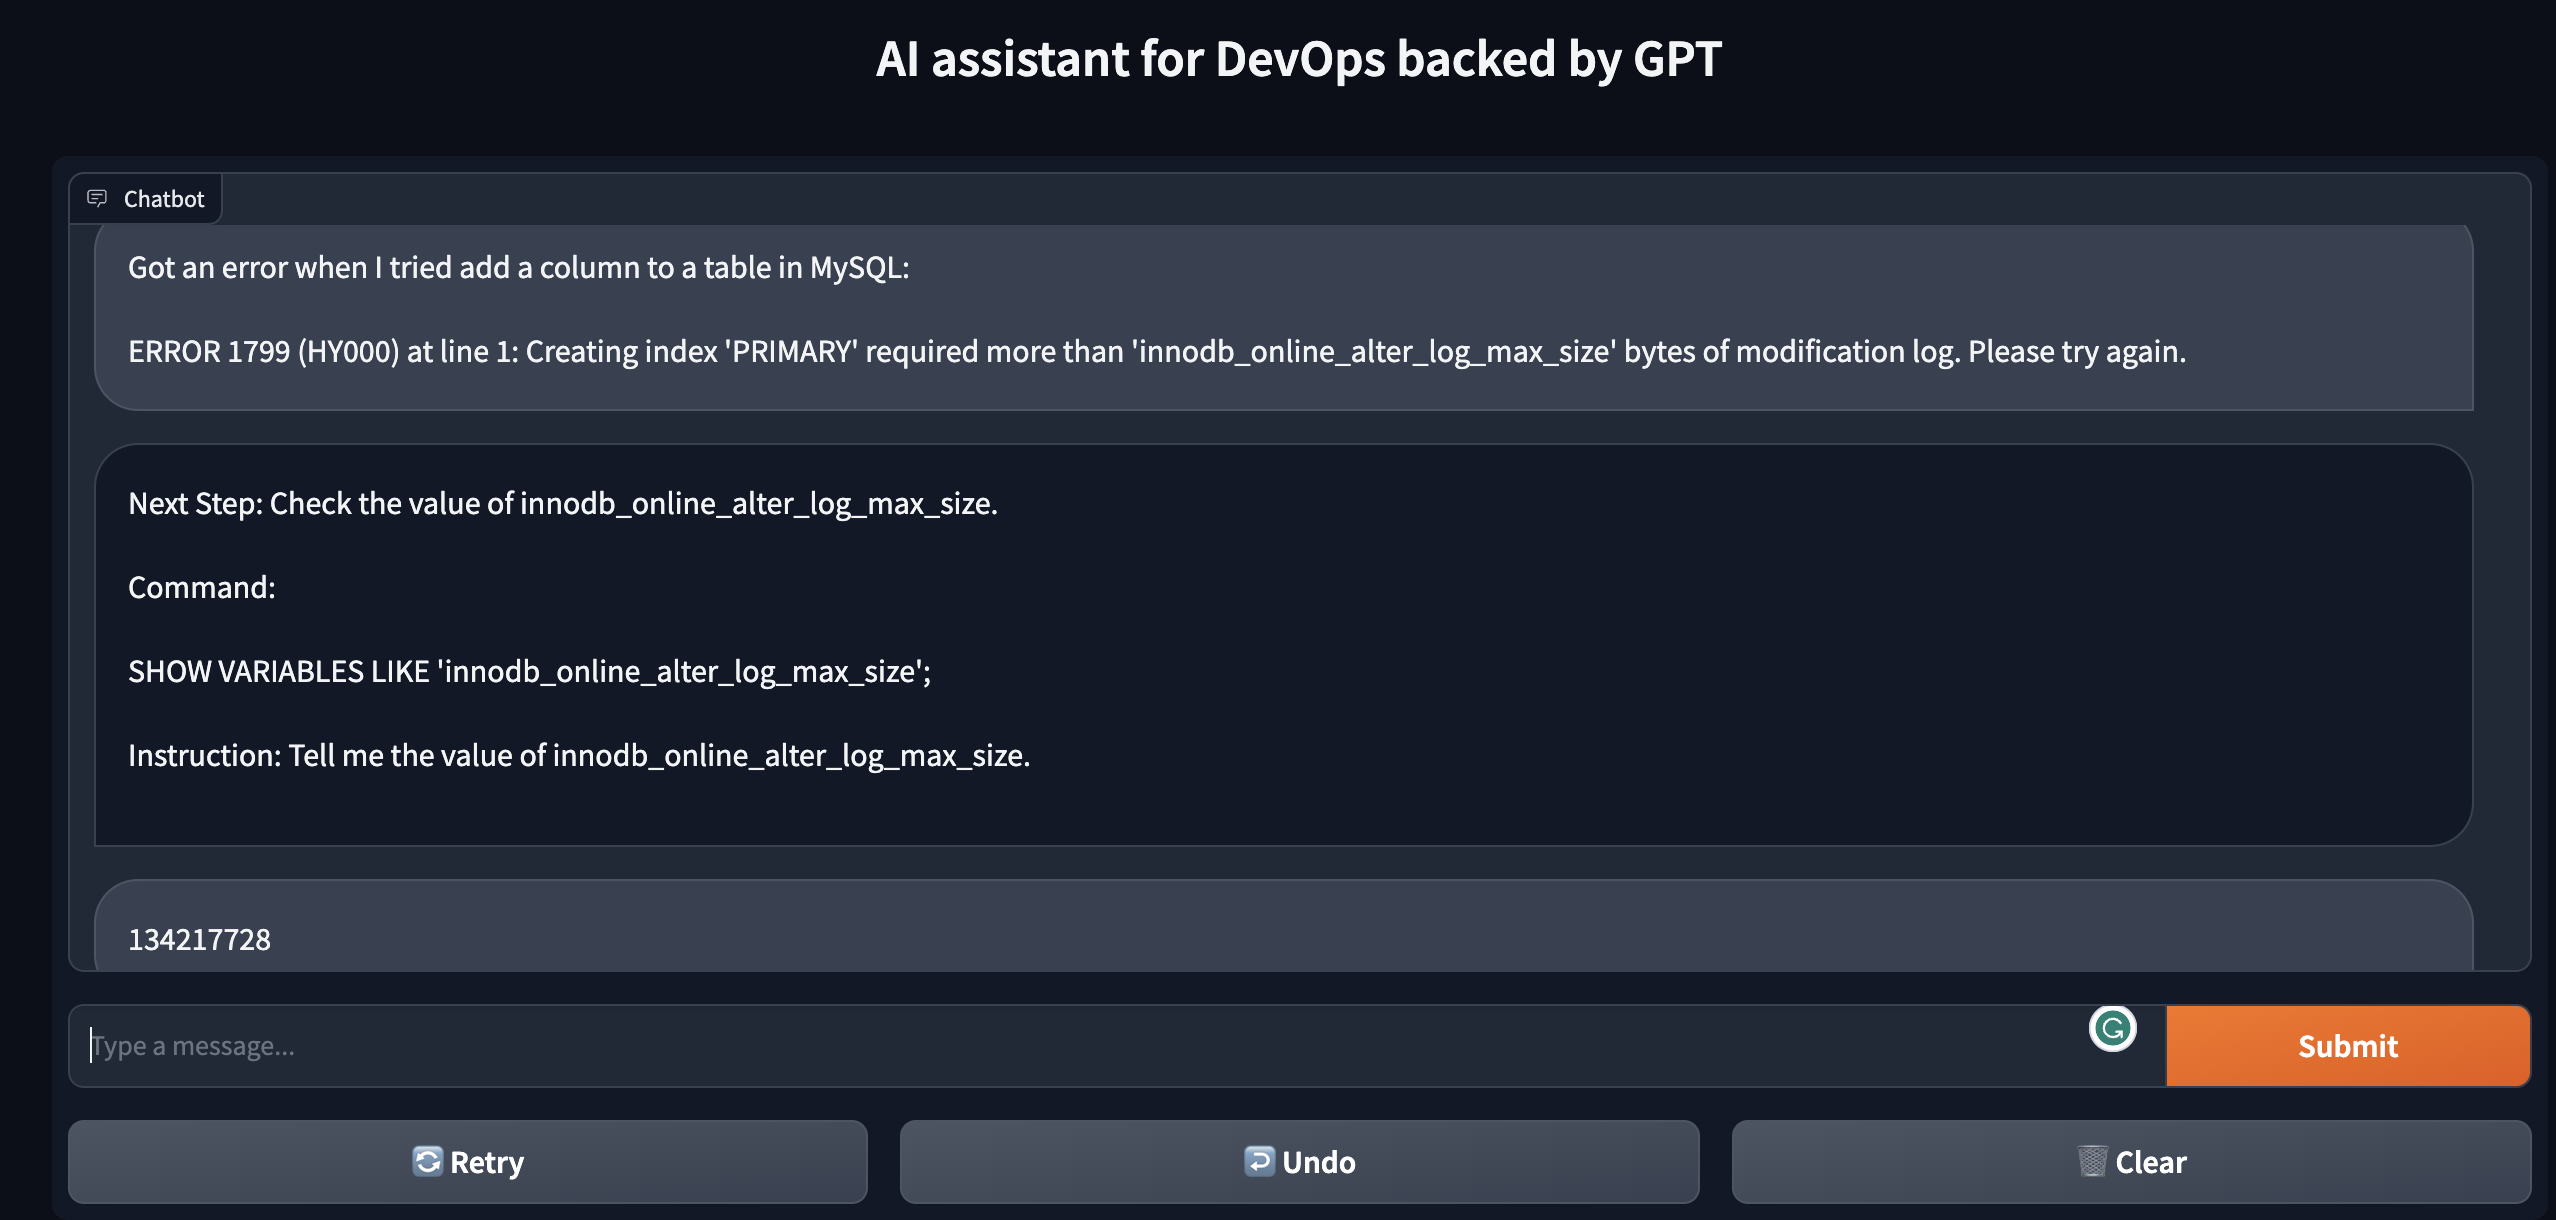 AI assistant for DevOps backed by GPT
Chatbot
Got an error when I tried add a column to a table in MySQL:
ERROR 1799 (HY000) at line 1: Creating index 'PRIMARY' required more than 'innodb_online_alter_log_max_size' bytes of modification log. Please try again.
Next Step: Check the value of innodb_online_alter_log_max_size.
Command:
SHOW VARIABLES LIKE 'innodb_online_alter_log_max_size';
Instruction: Tell me the value of innodb_online_alter_log_max_size.
134217728
Type a message...
Submit
Retry
Undo
Clear